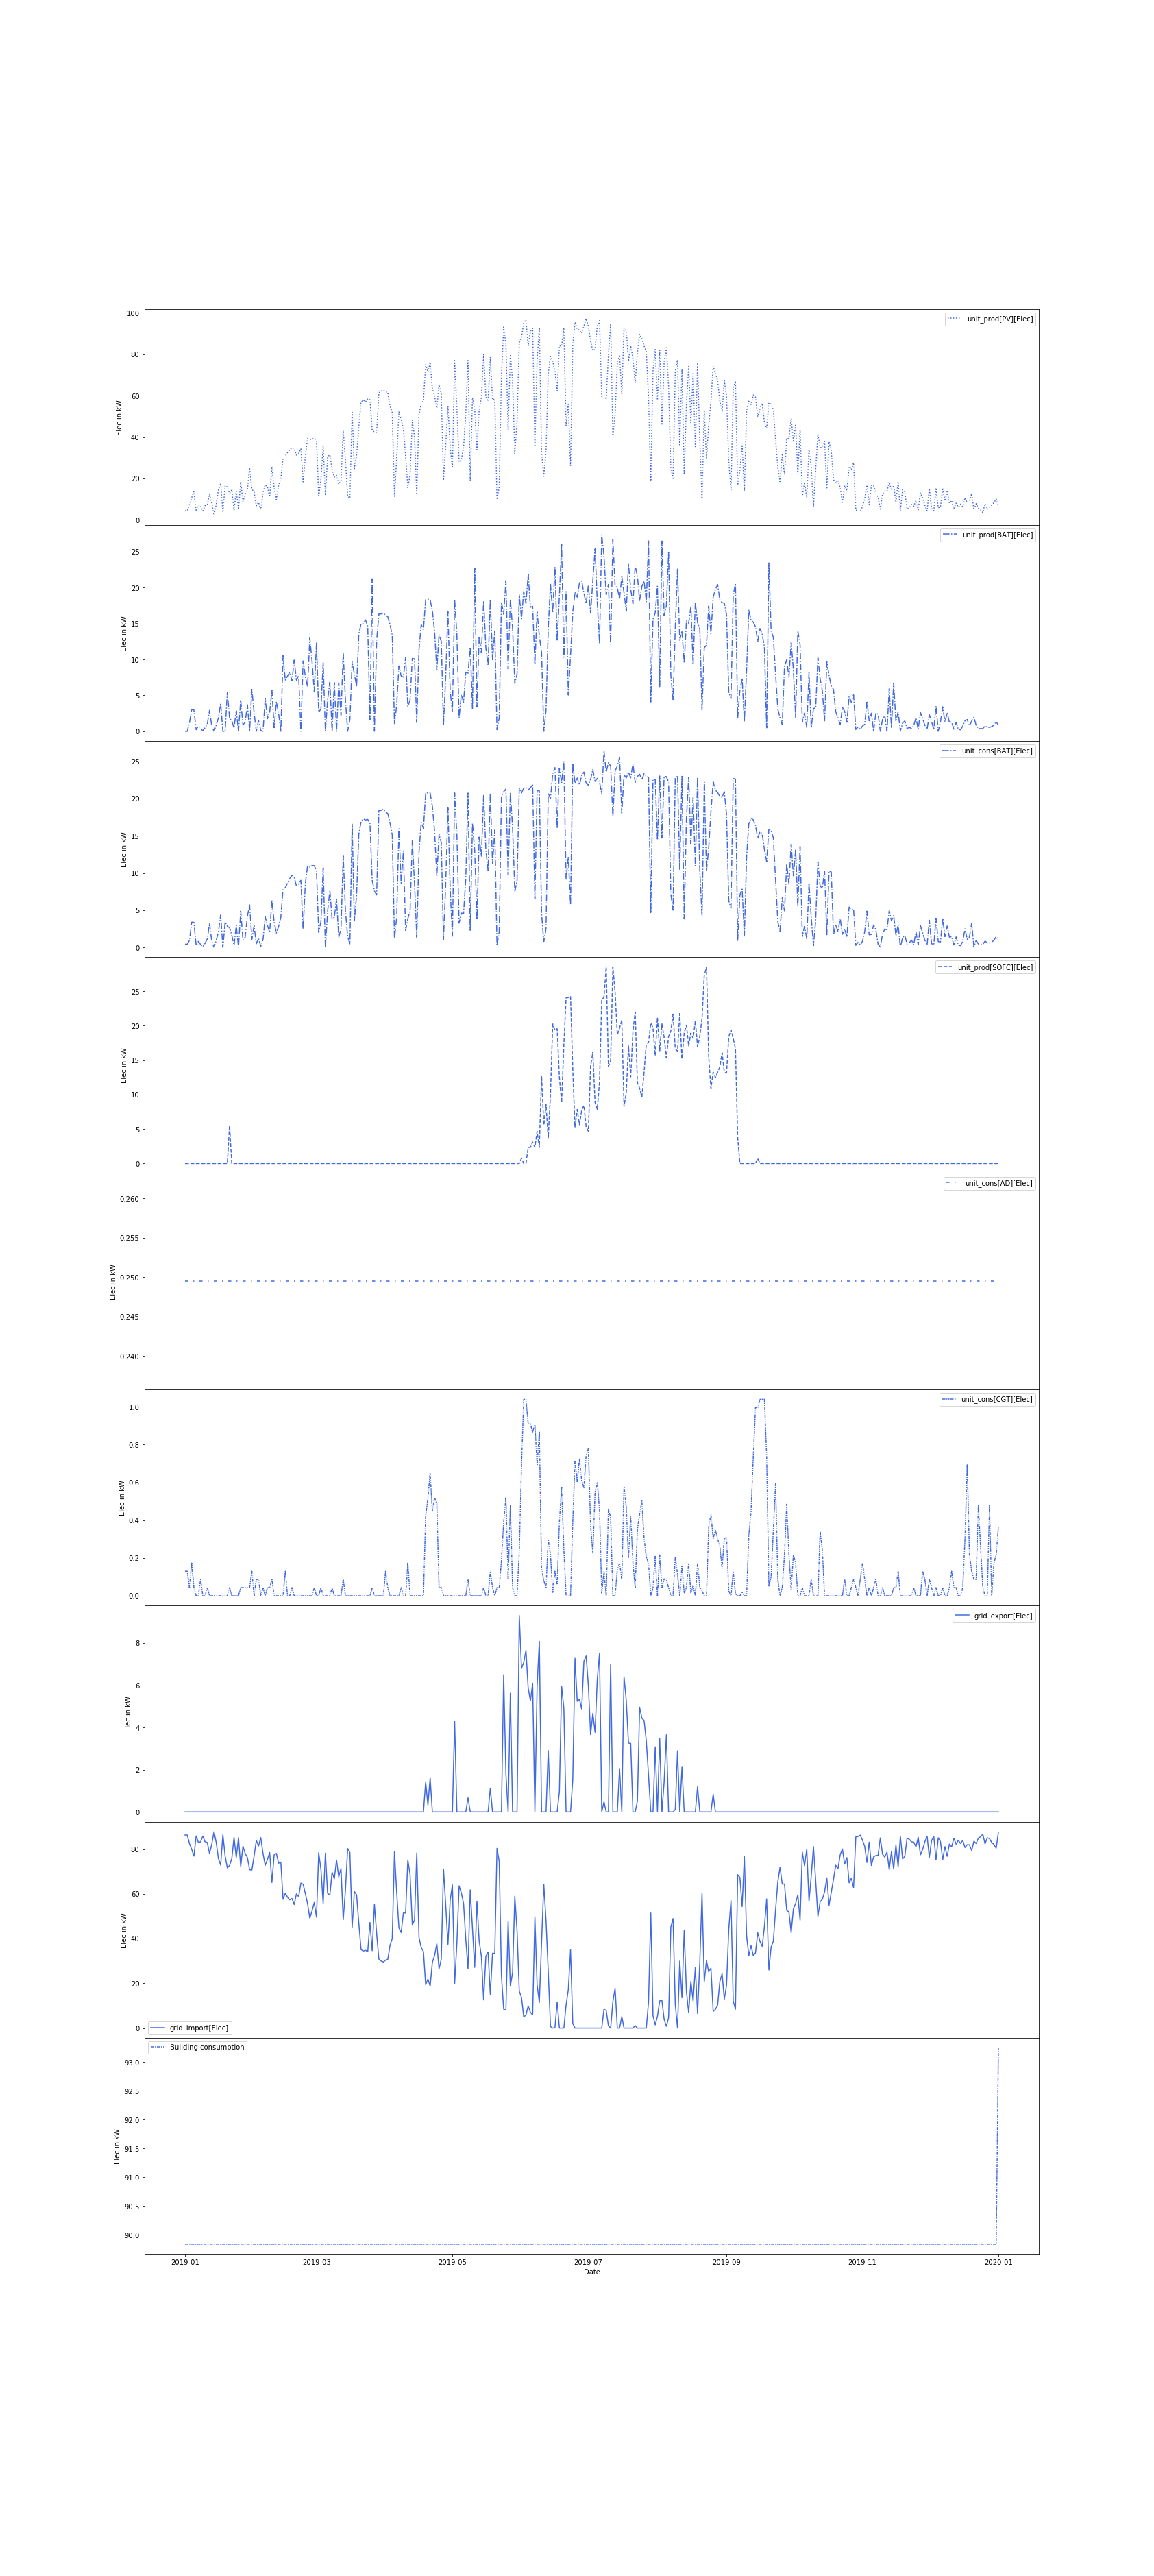 unit_prod[PV][Elec]
100
80
60
40
20
0
Elec in kW
unit_prod[BAT][Elec]
25
20
15
10
5
0
Elec in kW
unit_cons[BAT][Elec]
25
20
15
10
5
0
Elec in kW
unit_prod[SOFC][Elec]
25
20
15
10
5
0
Elec in kW
unit_cons[AD][Elec]
0.260
0.255
0.250
0.245
0.240
Elec in kW
unit_cons[CGT][Elec]
1.0
0.8
0.6
0.4
0.2
0.0
Elec in kW
grid_export[Elec]
8
6
4
2
0
Elec in kW
80
60
40
20
0
Elec in kW
grid_import[Elec]
Building consumption
93.0
92.5
92.0
91.5
91.0
90.5
90.0
Elec in kW
2019-01 2019-03 2019-05 2019-07 2019-09 2019-11 2020-01
Date